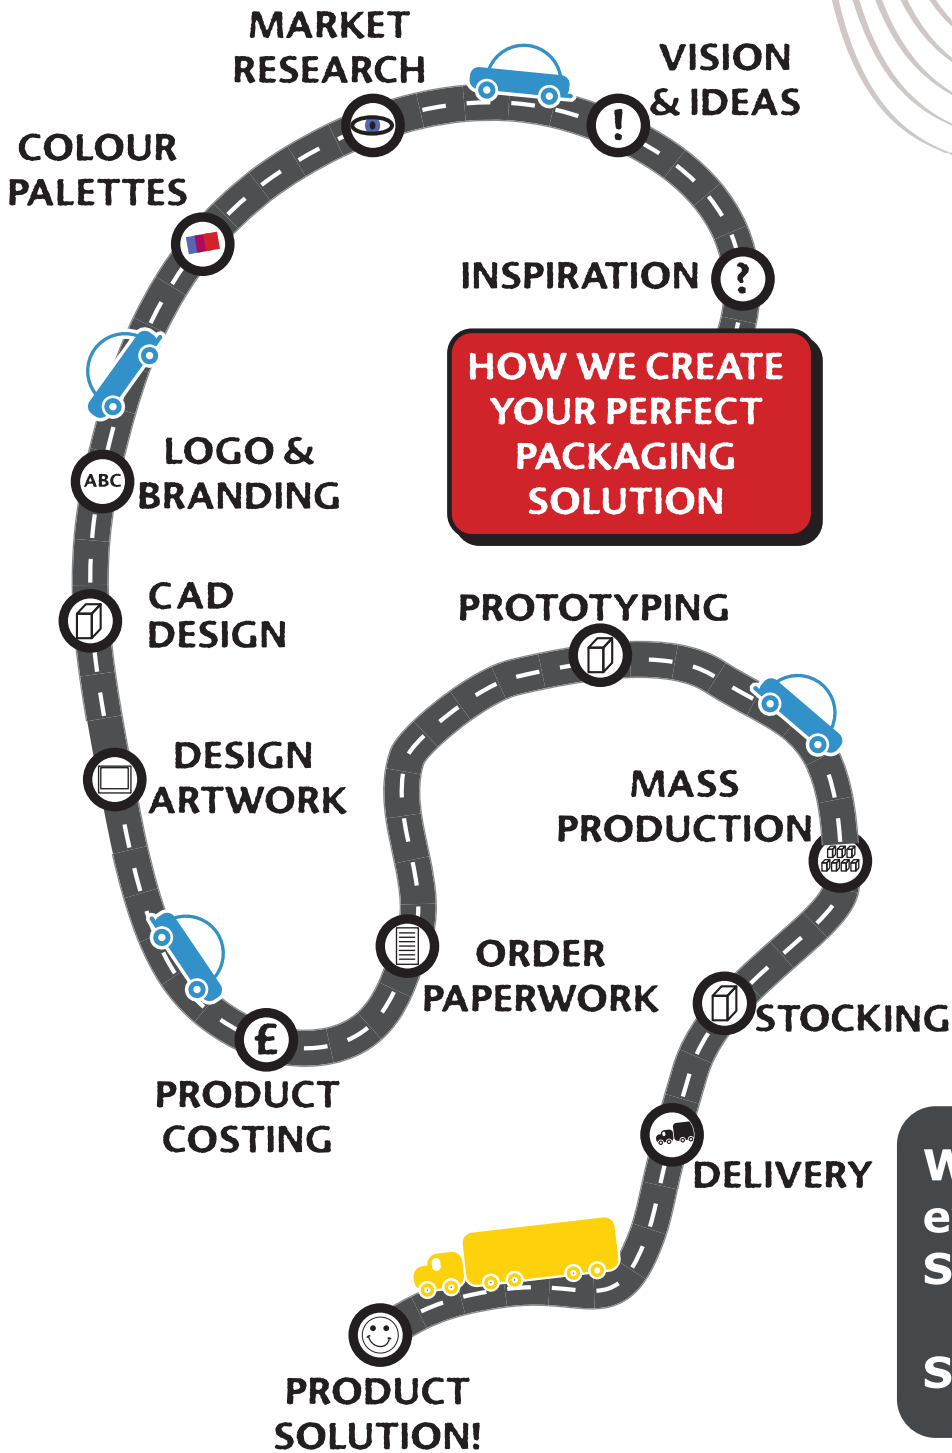 MARKET
RESEARCH
VISION
& IDEAS
!
COLOUR
PALETTES
INSPIRATION
?
HOW WE CREATE
YOUR PERFECT
PACKAGING
SOLUTION
LOGO &
BRANDING
ABC
CAD
DESIGN
PROTOTYPING
DESIGN
ARTWORK
MASS
PRODUCTION
ORDER
PAPERWORK
STOCKING
£
PRODUCT
COSTING
DELIVERY
PRODUCT
SOLUTION!